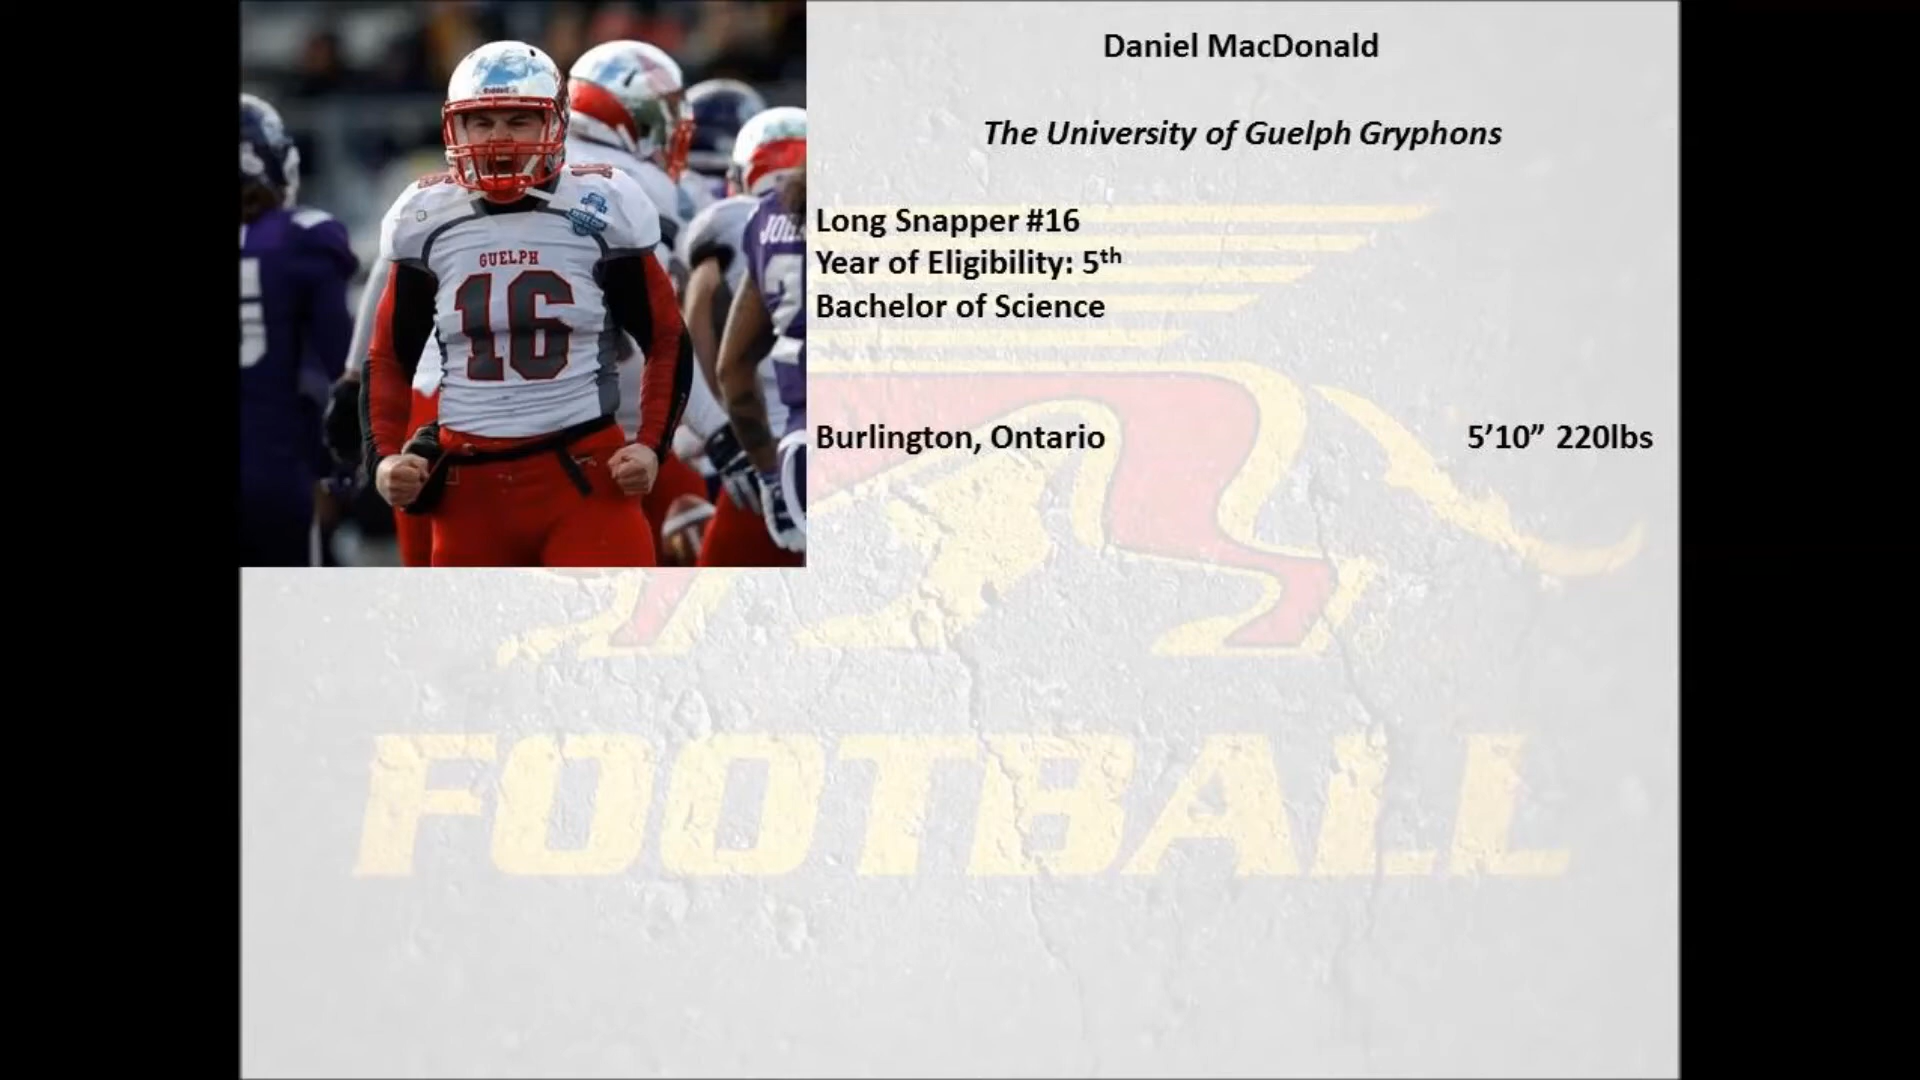 Daniel MacDonald
The University of Guelph Gryphons
Long Snapper #16
Year of Eligibility: 5th
Bachelor of Science
Burlington, Ontario 5’10” 220lbs
Riddell
GUELPH
16
FOOTBALL